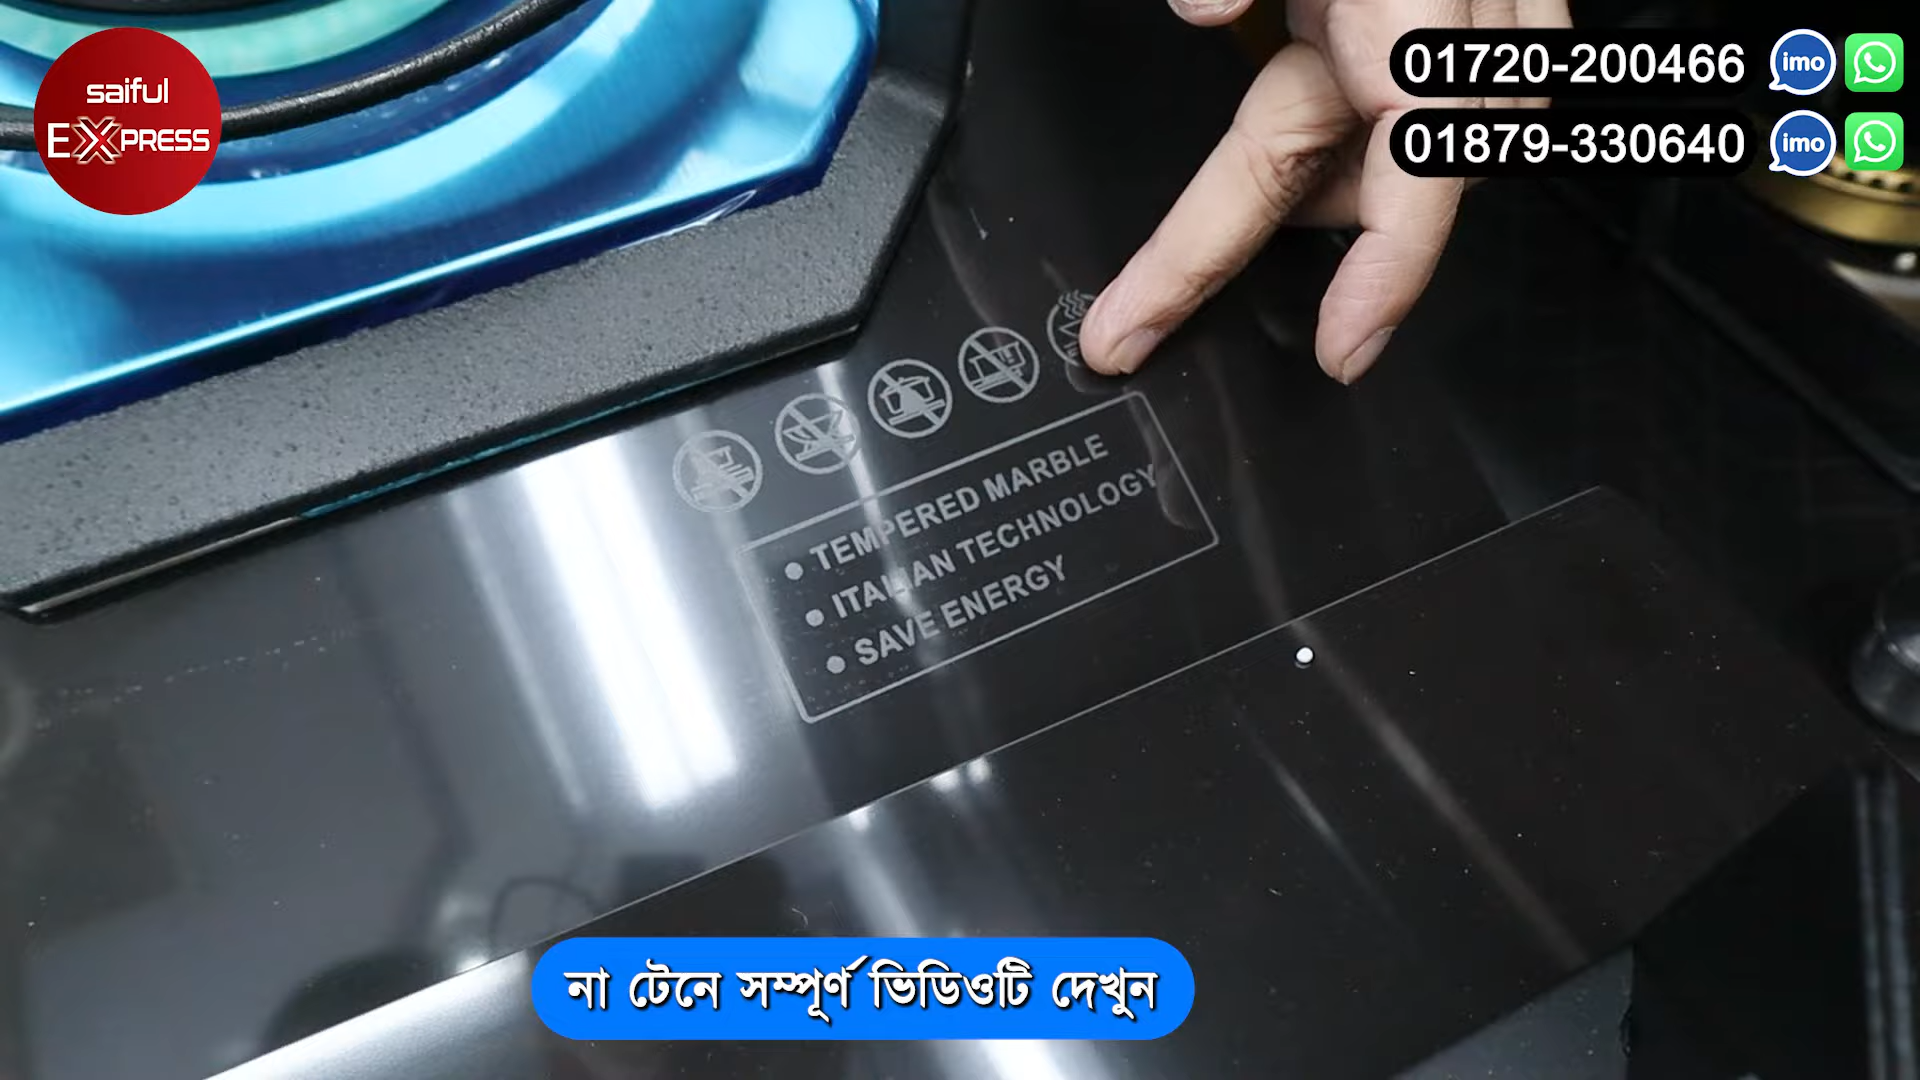 saiful
EXPRESS
01720-200466
imo
01879-330640
imo
TEMPERED MARBLE
ITALIAN TECHNOLOGY
SAVE ENERGY
না টেনে সম্পূর্ণ ভিডিওটি দেখুন